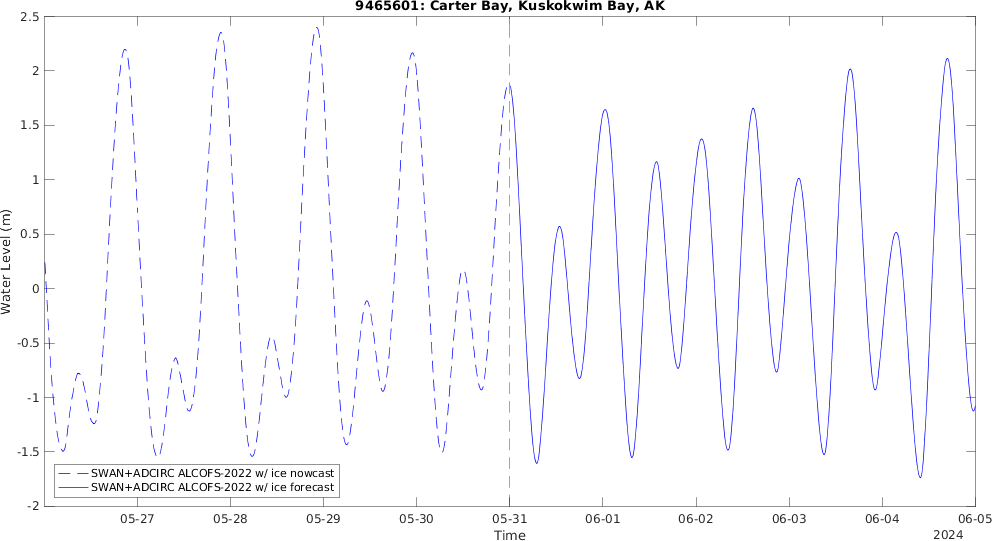 9465601: Carter Bay, Kuskokwim Bay, AK
2.5
2
1.5
1
0.5
0
-0.5
-1
-1.5
-2
Water Level (m)
SWAN+ADCIRC ALCOFS-2022 w/ ice nowcast
SWAN+ADCIRC ALCOFS-2022 w/ ice forecast
05-27 05-28 05-29 05-30 05-31 06-01 06-02 06-03 06-04 06-05
Time
2024